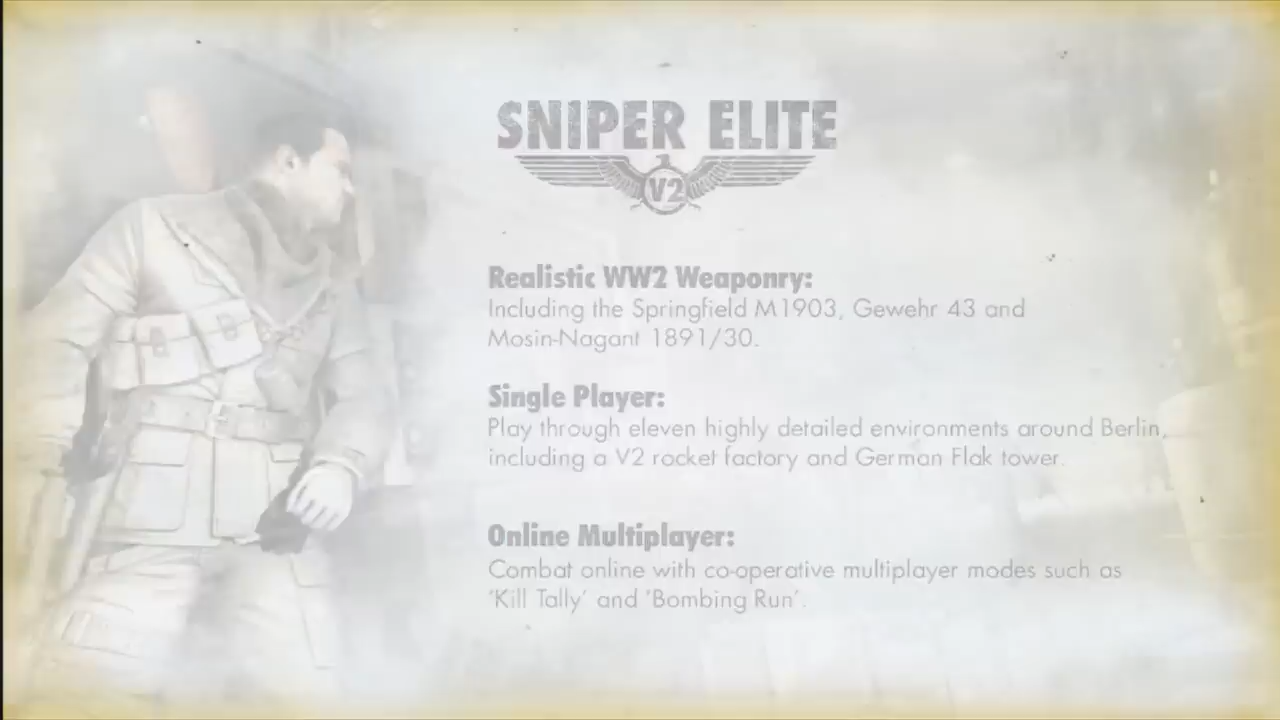 SNIPER ELITE
V2
Realistic WW2 Weaponry:
Including the Springfield M1903, Gewehr 43 and
Mosin-Nagant 1891/30.
Single Player:
Play through eleven highly detailed environments around Berlin,
including a V2 rocket factory and German Flak tower.
Online Multiplayer:
Combat online with co-operative multiplayer modes such as
'Kill Tally' and 'Bombing Run'.